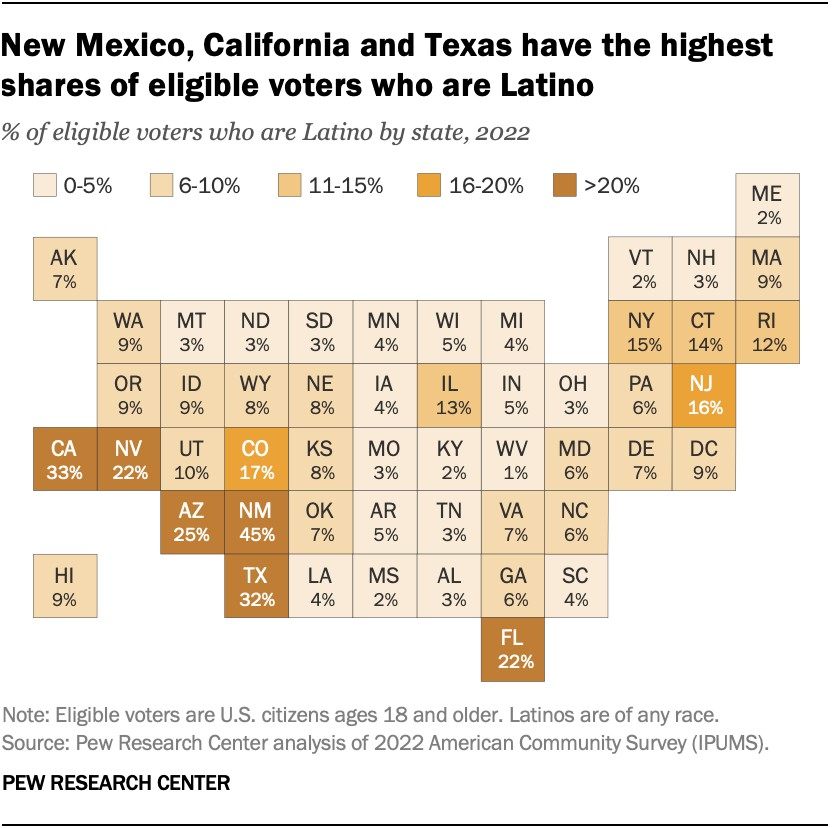 New Mexico, California and Texas have the highest
shares of eligible voters who are Latino
% of eligible voters who are Latino by state, 2022
0-5% 6-10% 11-15% 16-20% >20%
ME
2%
AK VT NH MA
7% 2% 3% 9%
WA MT ND SD MN WI MI NY CT RI
9% 3% 3% 3% 4% 5% 4% 15% 14% 12%
OR ID WY NE IA IL IN OH PA NJ
9% 9% 8% 8% 4% 13% 5% 3% 6% 16%
CA NV UT CO KS MO KY WV MD DE DC
33% 22% 10% 17% 8% 3% 2% 1% 6% 7% 9%
AZ NM OK AR TN VA NC
25% 45% 7% 5% 3% 7% 6%
HI TX LA MS AL GA SC
9% 32% 4% 2% 3% 6% 4%
FL
22%
Note: Eligible voters are U.S. citizens ages 18 and older. Latinos are of any race.
Source: Pew Research Center analysis of 2022 American Community Survey (IPUMS).
PEW RESEARCH CENTER